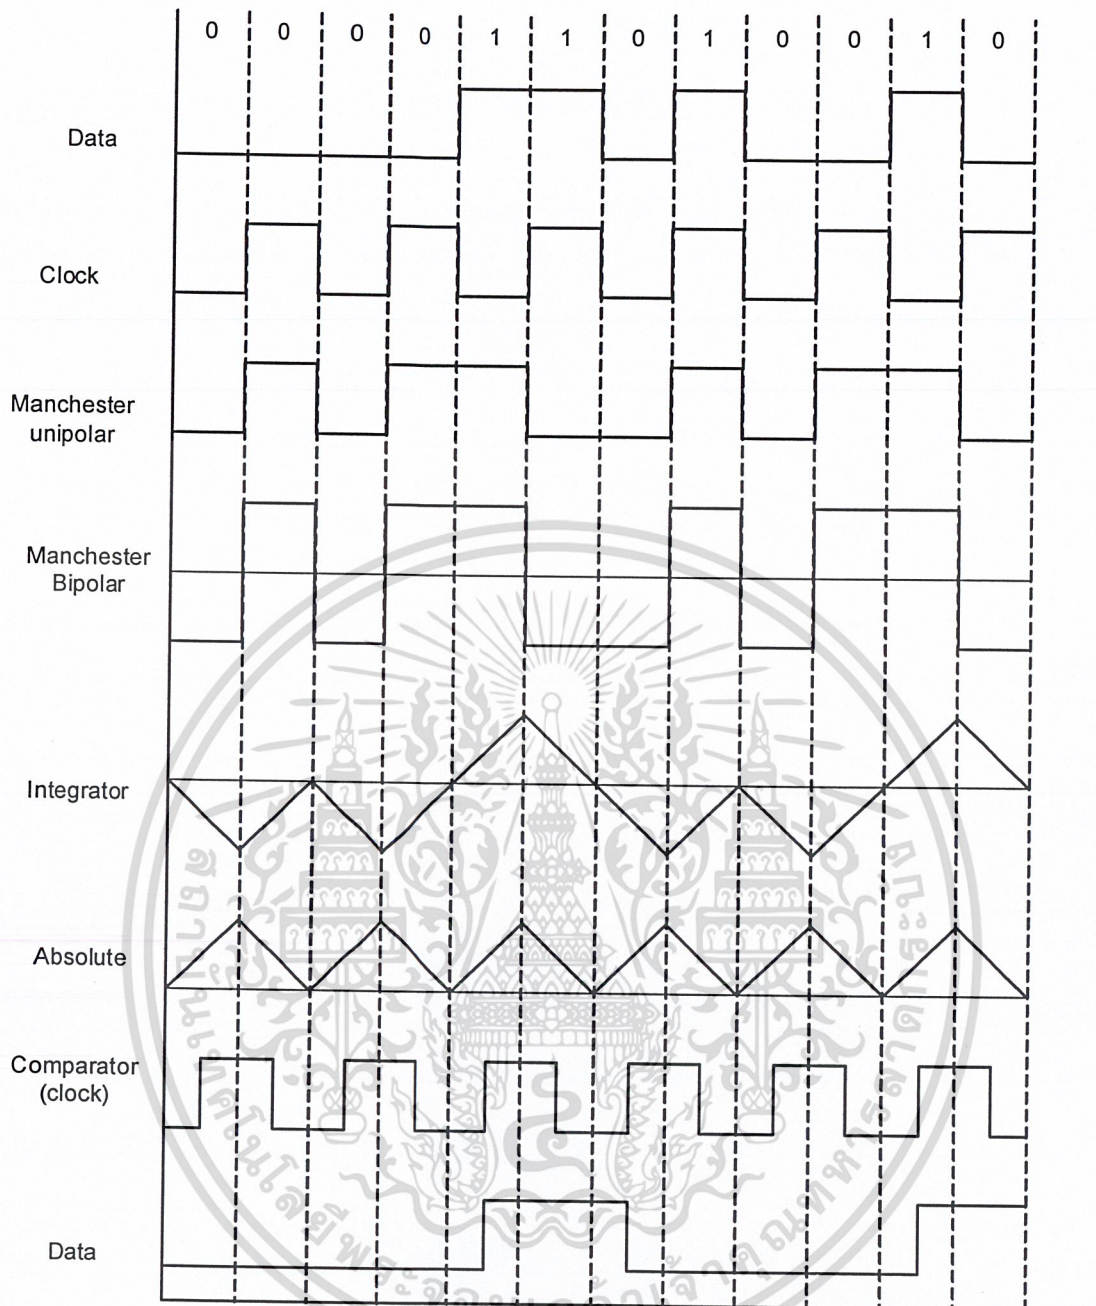 0 0 0 0 1 1 0 1 0 0 1 0
Data
Clock
Manchester
unipolar
Manchester
Bipolar
Integrator
Absolute
Comparator
(clock)
Data